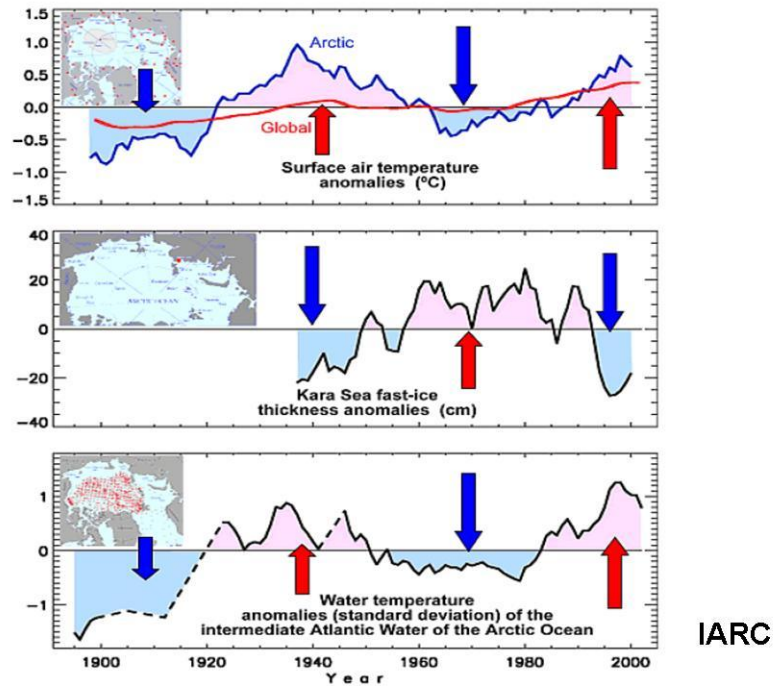 1.5
1.0
0.5
0.0
-0.5
-1.0
-1.5
Arctic
Global
Surface air temperature
anomalies (ºC)
40
20
0
-20
-40
ARCTIC OCEAN
Kara Sea fast-ice
thickness anomalies (cm)
1
0
-1
Water temperature
anomalies (standard deviation) of the
intermediate Atlantic Water of the Arctic Ocean
1900 1920 1940 1960 1980 2000
Year
IARC